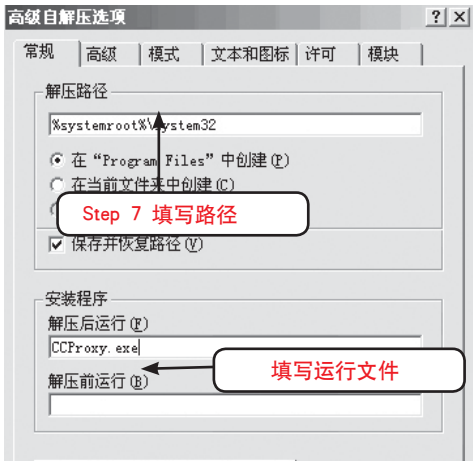 高级自解压选项
常规 高级 模式 文本和图标 许可 模块
解压路径
%systemroot%\system32
在“Program Files”中创建(P)
在当前文件夹中创建(C)
Step 7 填写路径
保存并恢复路径(V)
安装程序
解压后运行(F)
CCProxy.exe
填写运行文件
解压前运行(B)